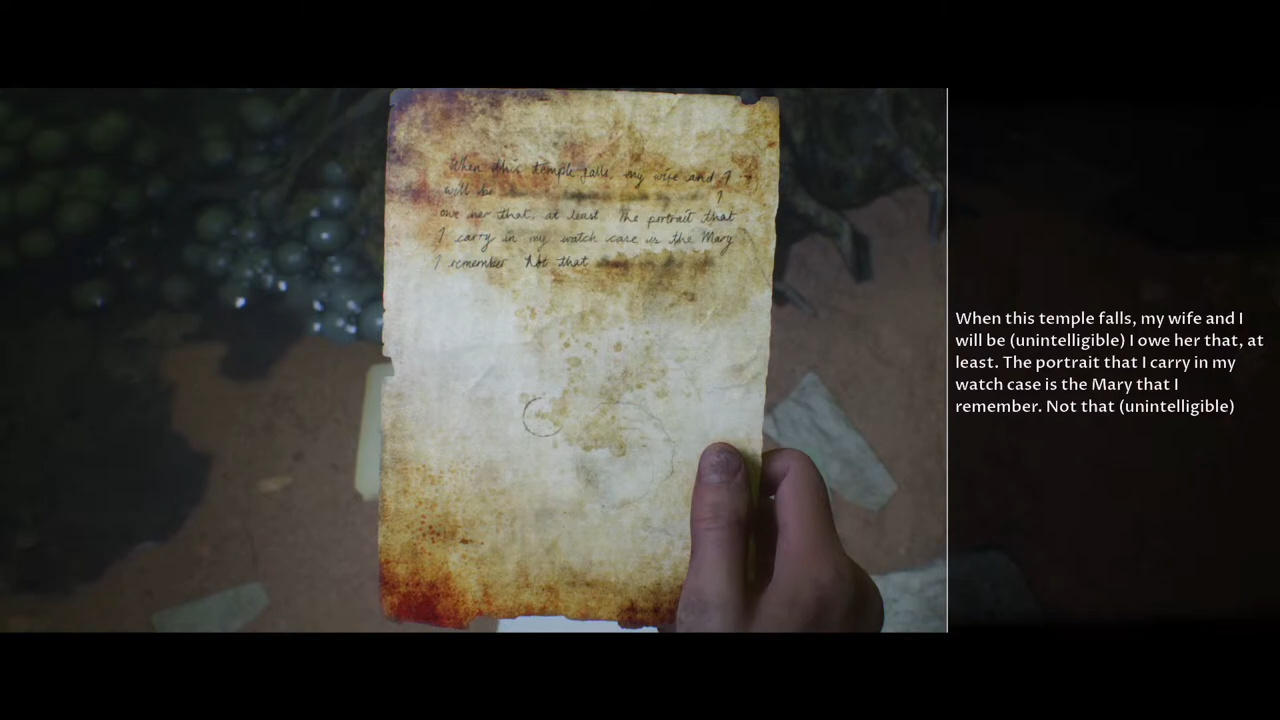 When this temple falls, my wife and I
will be
I
owe her that, at least. The portrait that
I carry in my watch case is the Mary
I remember. Not that
When this temple falls, my wife and I
will be (unintelligible) I owe her that, at
least. The portrait that I carry in my
watch case is the Mary that I
remember. Not that (unintelligible)